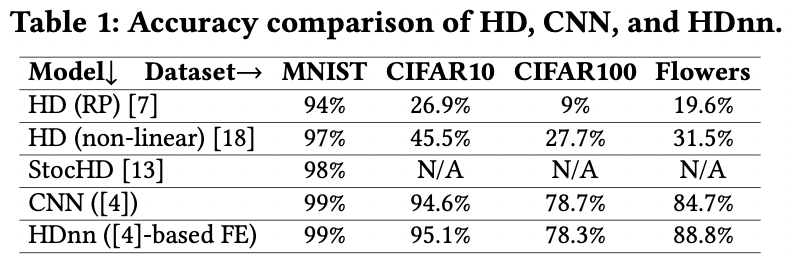 Table 1: Accuracy comparison of HD, CNN, and HDnn.
Model↓ Dataset→ MNIST CIFAR10 CIFAR100 Flowers
HD (RP) [7] 94% 26.9% 9% 19.6%
HD (non-linear) [18] 97% 45.5% 27.7% 31.5%
StocHD [13] 98% N/A N/A N/A
CNN ([4]) 99% 94.6% 78.7% 84.7%
HDnn ([4]-based FE) 99% 95.1% 78.3% 88.8%